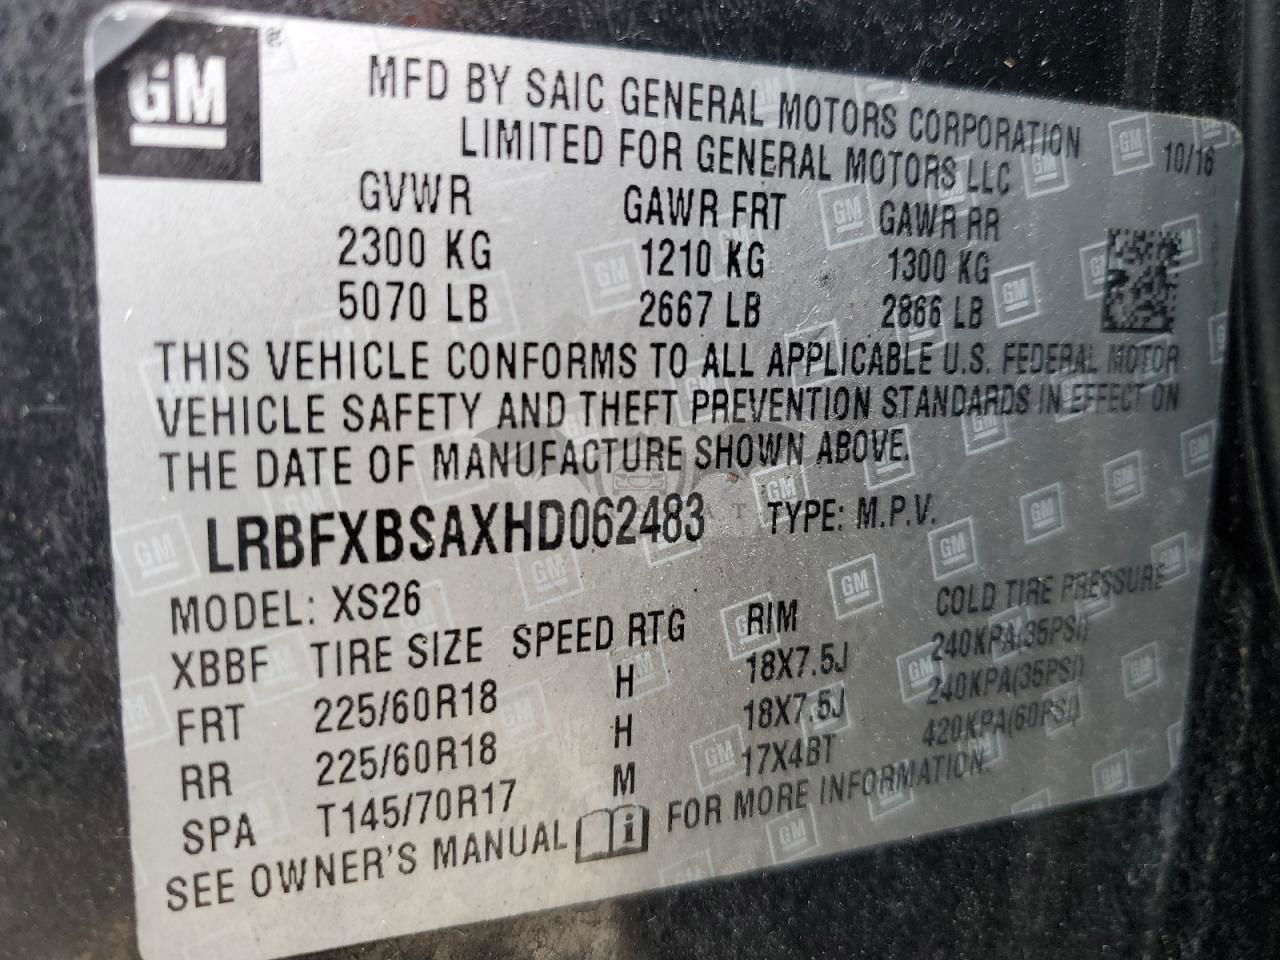 GM
MFD BY SAIC GENERAL MOTORS CORPORATION
LIMITED FOR GENERAL MOTORS LLC
10/16
GVWR GAWR FRT GAWR RR
2300 KG 1210 KG 1300 KG
5070 LB 2667 LB 2866 LB
THIS VEHICLE CONFORMS TO ALL APPLICABLE U.S. FEDERAL MOTOR
VEHICLE SAFETY AND THEFT PREVENTION STANDARDS IN EFFECT ON
THE DATE OF MANUFACTURE SHOWN ABOVE.
LRBFXBSAXHD062483 TYPE: M.P.V.
MODEL: XS26
XBBF TIRE SIZE SPEED RTG RIM COLD TIRE PRESSURE
FRT 225/60R18 H 18X7.5J 240KPA(35PSI)
RR 225/60R18 H 18X7.5J 240KPA(35PSI)
SPA T145/70R17 M 17X4BT 420KPA(60PSI)
SEE OWNER'S MANUAL i FOR MORE INFORMATION.